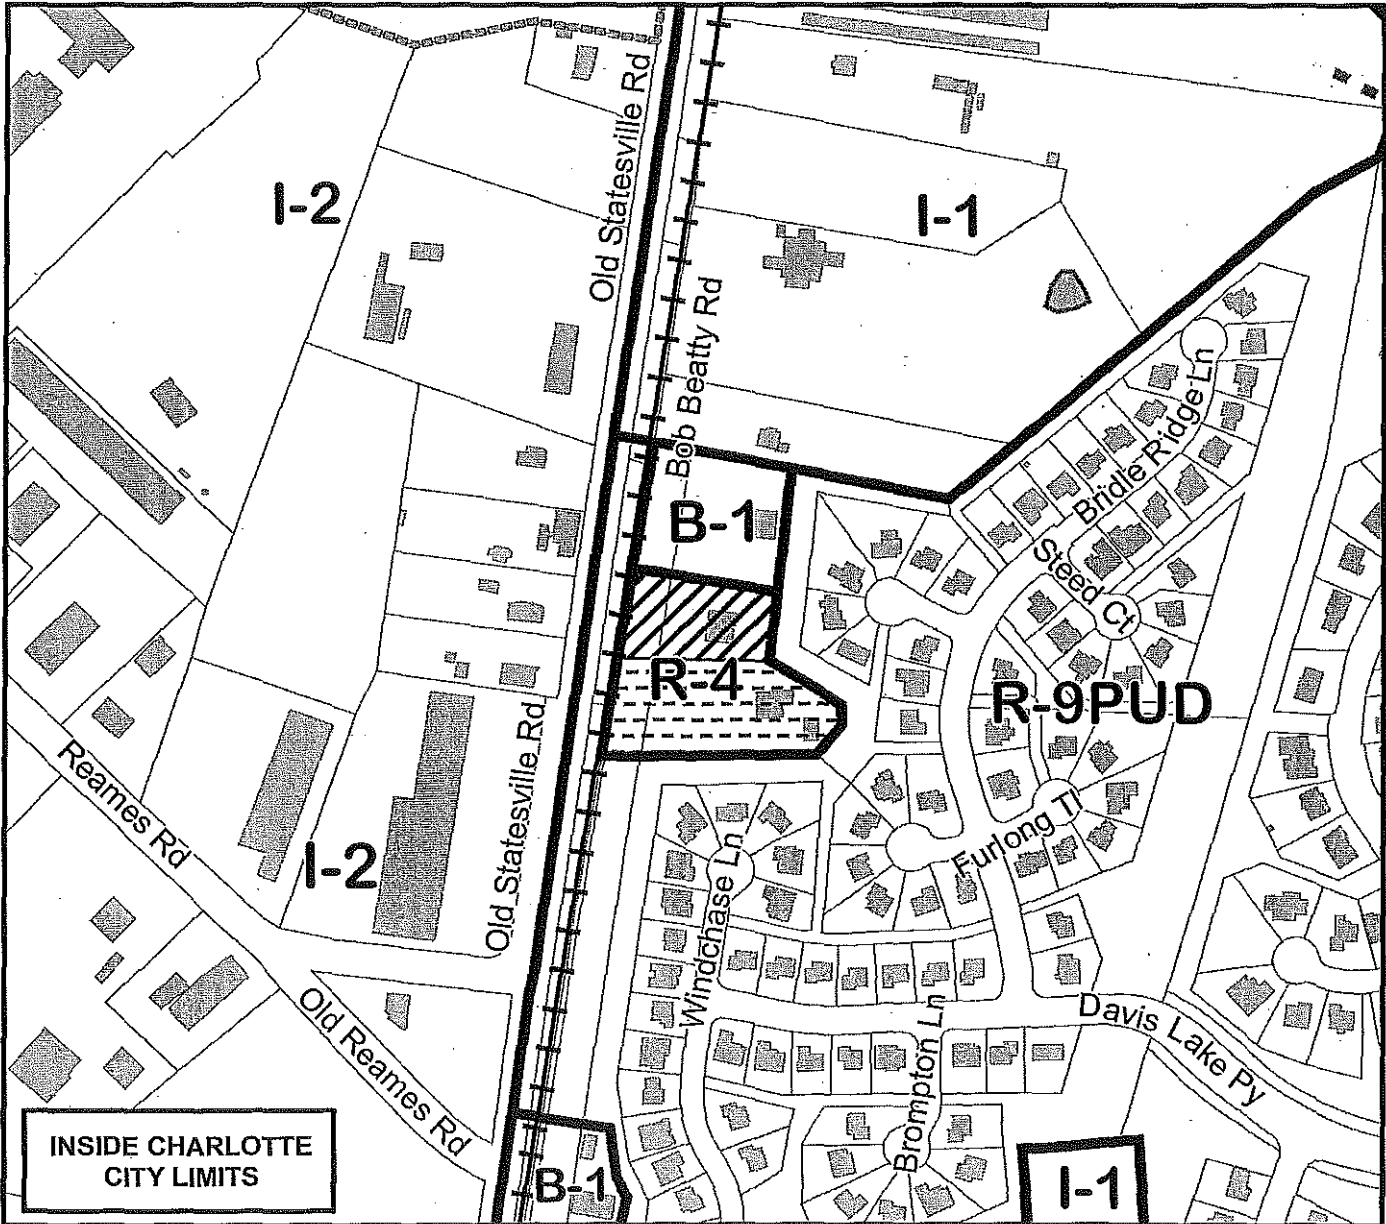 I-2
Old Statesville Rd
I-1
Bob Beatty Rd
Bridle Ridge Ln
B-1
Steed Ct
R-4
R-9PUD
Old Statesville Rd
Reames Rd
Furlong Tl
I-2
Windchase Ln
Old Reames Rd
Brompton Ln
Davis Lake Py
INSIDE CHARLOTTE
CITY LIMITS
B-1
I-1